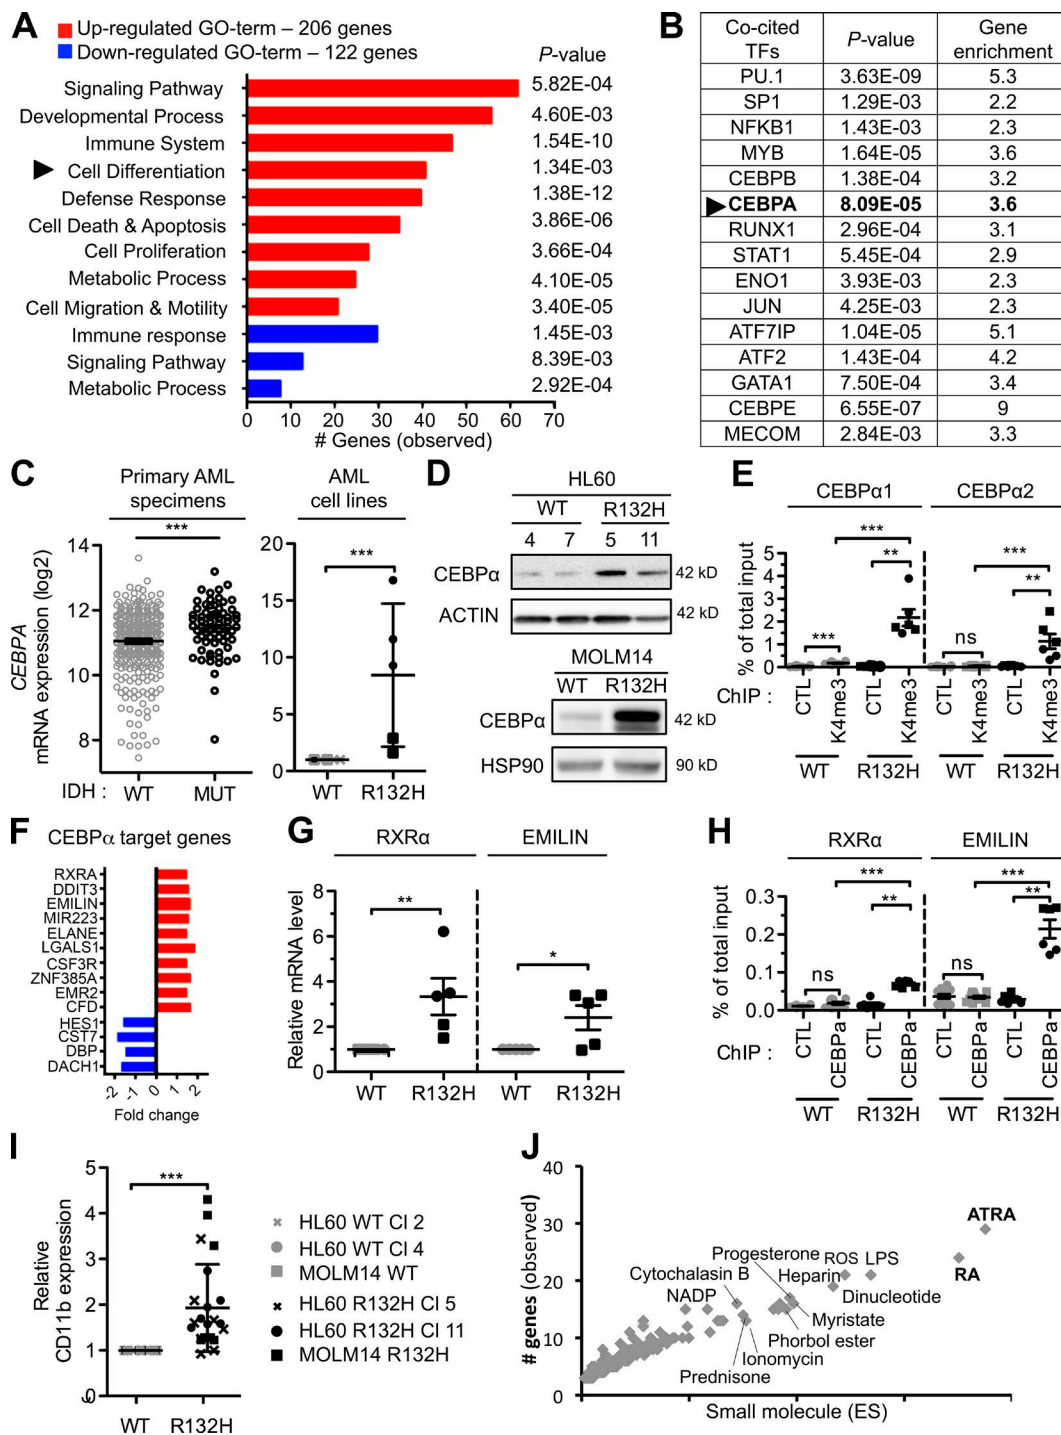 A
Up-regulated GO-term – 206 genes
Down-regulated GO-term – 122 genes
P-value
Signaling Pathway 5.82E-04
Developmental Process 4.60E-03
Immune System 1.54E-10
Cell Differentiation 1.34E-03
Defense Response 1.38E-12
Cell Death & Apoptosis 3.86E-06
Cell Proliferation 3.66E-04
Metabolic Process 4.10E-05
Cell Migration & Motility 3.40E-05
Immune response 1.45E-03
Signaling Pathway 8.39E-03
Metabolic Process 2.92E-04
0 10 20 30 40 50 60 70
# Genes (observed)
B
Co-cited TFs P-value Gene enrichment
PU.1 3.63E-09 5.3
SP1 1.29E-03 2.2
NFKB1 1.43E-03 2.3
MYB 1.64E-05 3.6
CEBPB 1.38E-04 3.2
CEBPA 8.09E-05 3.6
RUNX1 2.96E-04 3.1
STAT1 5.45E-04 2.9
ENO1 3.93E-03 2.3
JUN 4.25E-03 2.3
ATF7IP 1.04E-05 5.1
ATF2 1.43E-04 4.2
GATA1 7.50E-04 3.4
CEBPE 6.55E-07 9
MECOM 2.84E-03 3.3
C
Primary AML
specimens
AML
cell lines
***
***
CEBPA
mRNA expression (log2)
14
12
10
8
20
15
10
5
0
IDH : WT MUT WT R132H
D
HL60
WT R132H
4 7 5 11
CEBPα 42 kD
ACTIN 42 kD
MOLM14
WT R132H
CEBPα 42 kD
HSP90 90 kD
E
CEBPα1 CEBPα2
*** ** *** ***
** ns
% of total input
5
4
3
2
1
0
ChIP : CTL K4me3 CTL K4me3 CTL K4me3 CTL K4me3
WT R132H WT R132H
F
CEBPα target genes
RXRA
DDIT3
EMILIN
MIR223
ELANE
LGALS1
CSF3R
ZNF385A
EMR2
CFD
HES1
CST7
DBP
DACH1
-2 -1 0 1 2
Fold change
G
RXRα EMILIN
** *
Relative mRNA level
8
6
4
2
0
WT R132H WT R132H
H
RXRα EMILIN
*** ***
** **
ns ns
% of total input
0.3
0.2
0.1
0.0
ChIP : CTL CEBPa CTL CEBPa CTL CEBPa CTL CEBPa
WT R132H WT R132H
I
***
Relative
CD11b expression
5
4
3
2
1
0
WT R132H
HL60 WT Cl 2
HL60 WT Cl 4
MOLM14 WT
HL60 R132H Cl 5
HL60 R132H Cl 11
MOLM14 R132H
J
# genes (observed)
40
30
20
10
0
ATRA
RA
Progesterone
ROS LPS
Cytochalasin B
Heparin
NADP
Dinucleotide
Myristate
Phorbol ester
Ionomycin
Prednisone
Small molecule (ES)